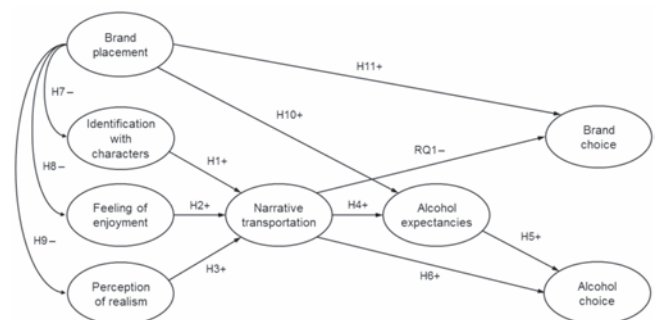 Brand
placement
H11+
H7–
H10+
Identification
with
characters
Brand
choice
H1+
RQ1–
H8–
Feeling of
enjoyment
H2+
Narrative
transportation
H4+
Alcohol
expectancies
H9–
H3+
H5+
H6+
Perception
of realism
Alcohol
choice